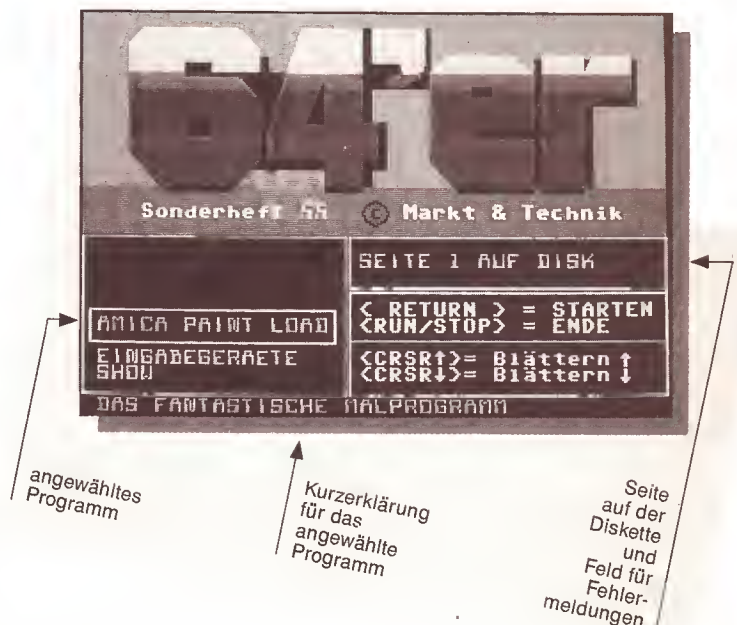 64'er
Sonderheft 55 © Markt & Technik
SEITE 1 AUF DISK
AMICA PAINT LOAD
EINGABEGERAETE
SHOW
< RETURN > = STARTEN
<RUN/STOP> = ENDE
<CRSR↑>= Blättern ↑
<CRSR↓>= Blättern ↓
DAS FANTASTISCHE MALPROGRAMM
angewähltes
Programm
Kurzerklärung
für das
angewählte
Programm
Seite
auf der
Diskette
und
Feld für
Fehler-
meldungen